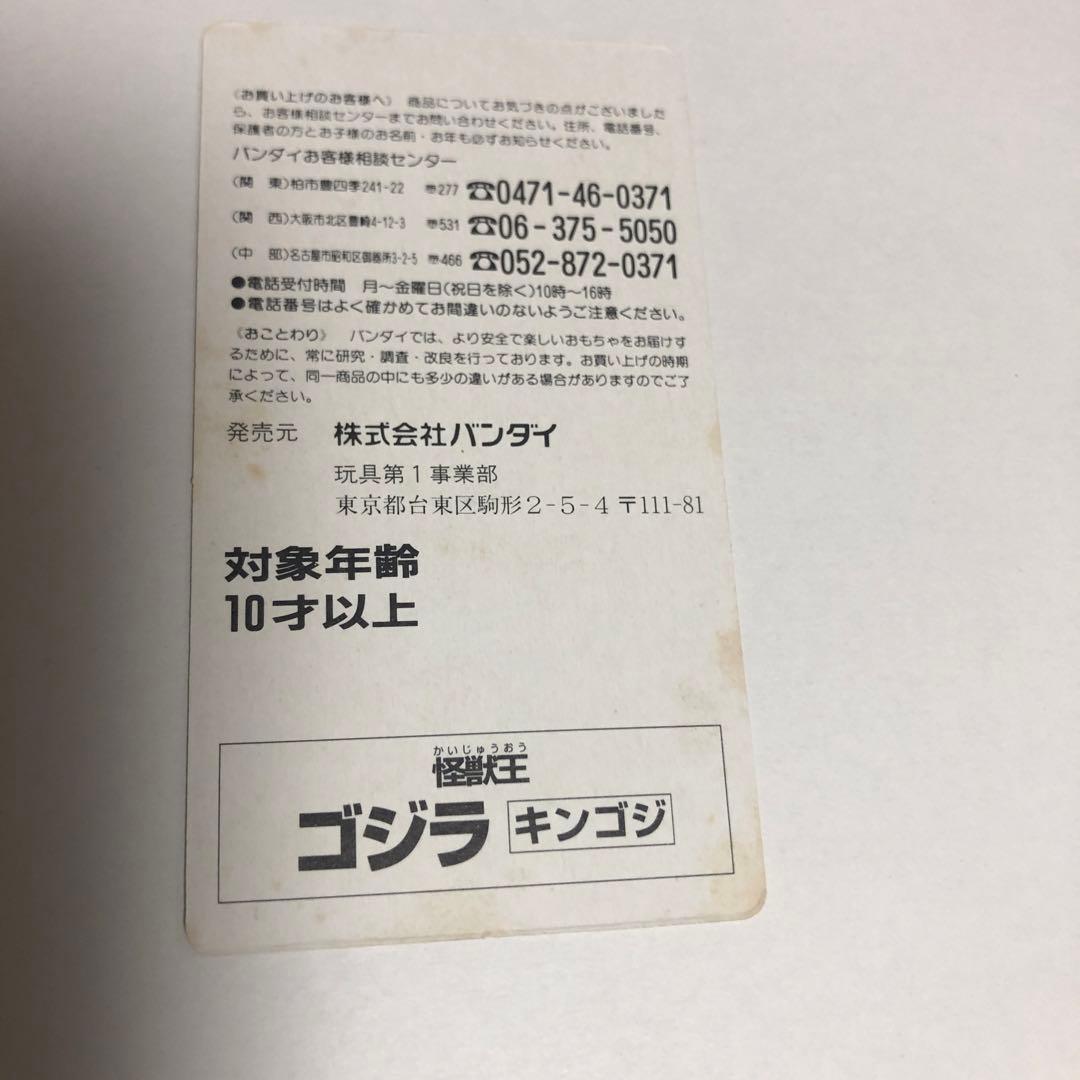 《お買い上げのお客様へ》 商品についてお気づきの点がございました
ら、お客様相談センターまでお問い合わせください。住所、電話番号、
保護者の方とお子様のお名前・お年も必ずお知らせください。
バンダイお客様相談センター
(関 東)柏市豊四季241-22 〒277 ☎0471-46-0371
(関 西)大阪市北区豊崎4-12-3 〒531 ☎06-375-5050
(中 部)名古屋市昭和区御器所3-2-5 〒466 ☎052-872-0371
●電話受付時間 月〜金曜日(祝日を除く)10時〜16時
●電話番号はよく確かめてお間違いのないようご注意ください。
《おことわり》 バンダイでは、より安全で楽しいおもちゃをお届けす
るために、常に研究・調査・改良を行っております。お買い上げの時期
によって、同一商品の中にも多少の違いがある場合がありますのでご了
承ください。
発売元 株式会社バンダイ
玩具第1事業部
東京都台東区駒形2-5-4 〒111-81
対象年齢
10才以上
かいじゅうおう
怪獣王
ゴジラ キンゴジ